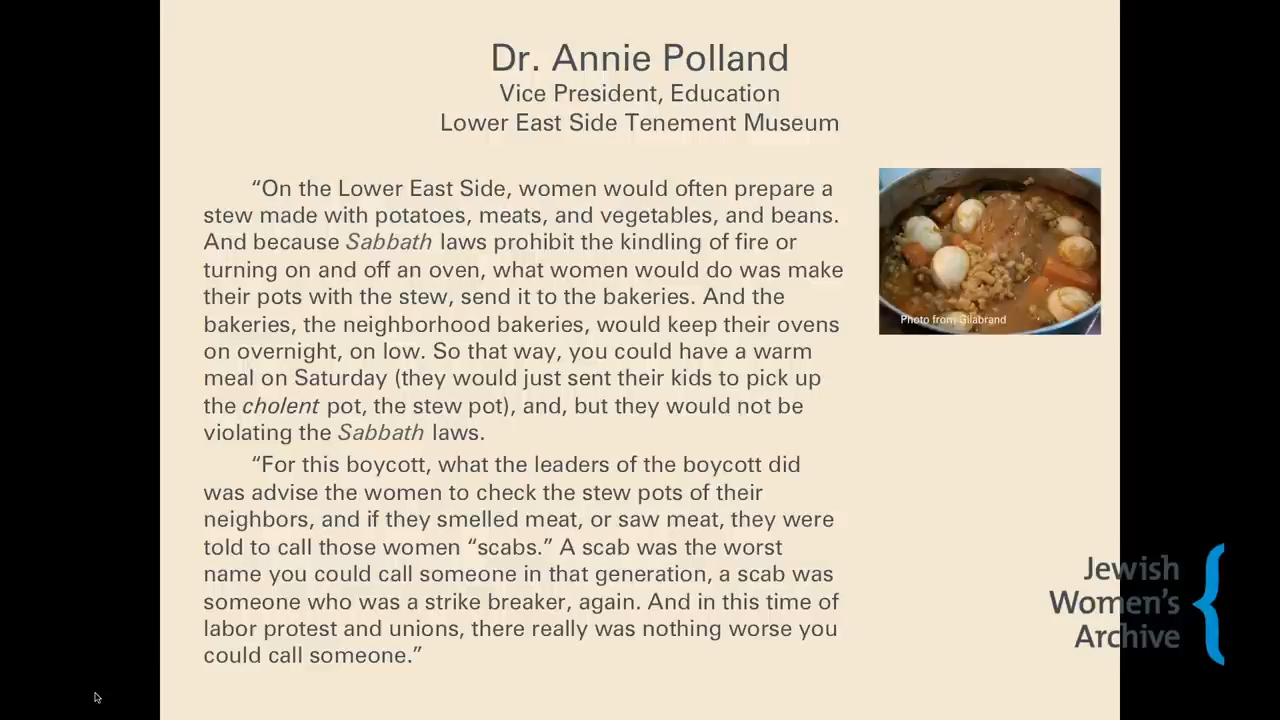 Dr. Annie Polland
Vice President, Education
Lower East Side Tenement Museum
“On the Lower East Side, women would often prepare a
stew made with potatoes, meats, and vegetables, and beans.
And because Sabbath laws prohibit the kindling of fire or
turning on and off an oven, what women would do was make
their pots with the stew, send it to the bakeries. And the
bakeries, the neighborhood bakeries, would keep their ovens
on overnight, on low. So that way, you could have a warm
meal on Saturday (they would just sent their kids to pick up
the cholent pot, the stew pot), and, but they would not be
violating the Sabbath laws.
“For this boycott, what the leaders of the boycott did
was advise the women to check the stew pots of their
neighbors, and if they smelled meat, or saw meat, they were
told to call those women “scabs.” A scab was the worst
name you could call someone in that generation, a scab was
someone who was a strike breaker, again. And in this time of
labor protest and unions, there really was nothing worse you
could call someone.”
Photo from Gilabrand
Jewish
Women's
Archive